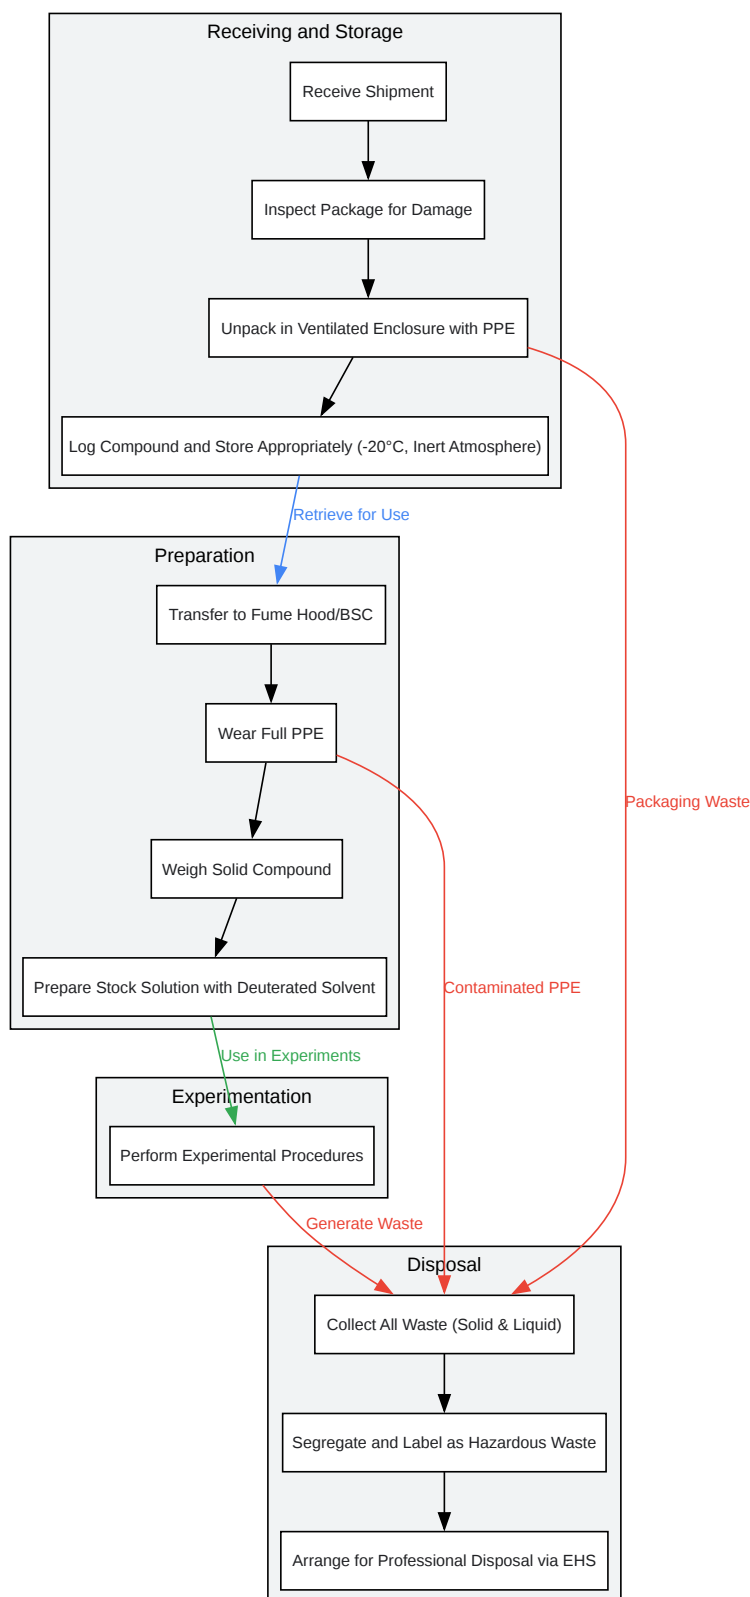 Receiving and Storage
Receive Shipment
Inspect Package for Damage
Unpack in Ventilated Enclosure with PPE
Log Compound and Store Appropriately (-20°C, Inert Atmosphere)
Retrieve for Use
Preparation
Transfer to Fume Hood/BSC
Wear Full PPE
Packaging Waste
Weigh Solid Compound
Prepare Stock Solution with Deuterated Solvent
Contaminated PPE
Use in Experiments
Experimentation
Perform Experimental Procedures
Generate Waste
Disposal
Collect All Waste (Solid & Liquid)
Segregate and Label as Hazardous Waste
Arrange for Professional Disposal via EHS